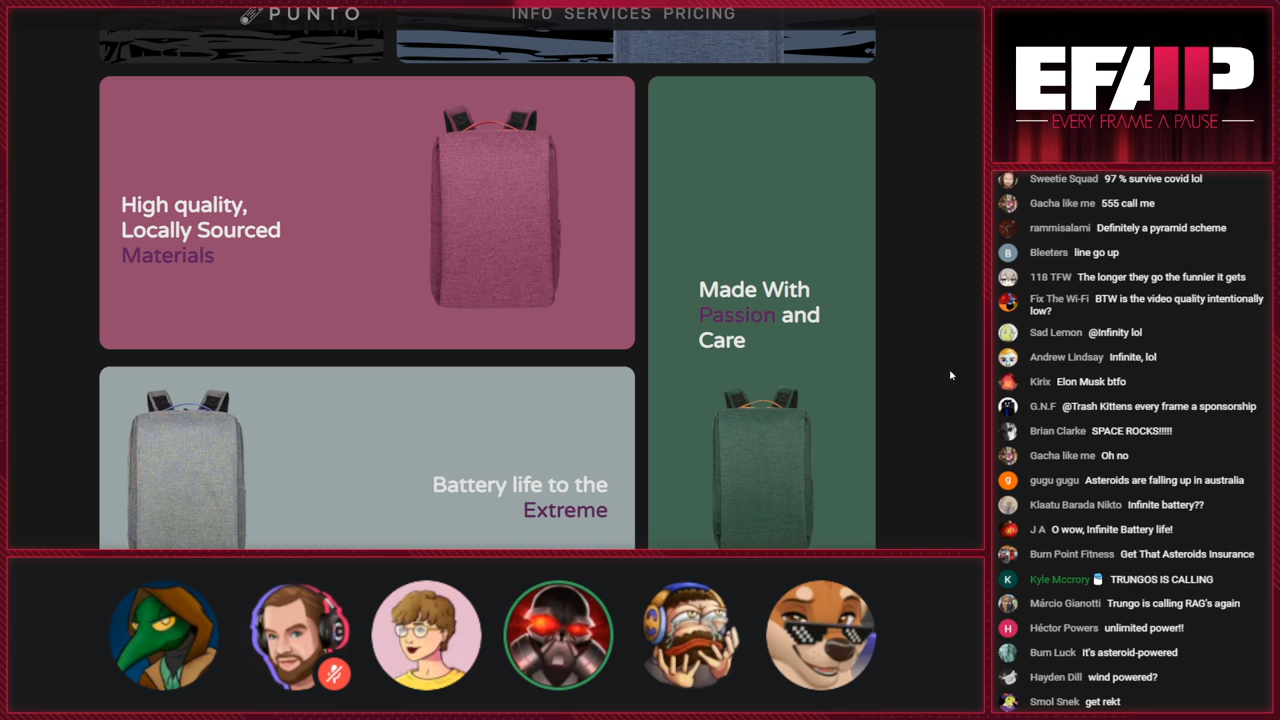 PUNTO
INFO SERVICES PRICING
High quality,
Locally Sourced
Materials
Made With
Passion and
Care
Battery life to the
Extreme
EFAP
EVERY FRAME A PAUSE
Sweetie Squad 97 % survive covid lol
Gacha like me 555 call me
rammisalami Definitely a pyramid scheme
B Bleeters line go up
118 TFW The longer they go the funnier it gets
Fix The Wi-Fi BTW is the video quality intentionally
low?
Sad Lemon @Infinity lol
Andrew Lindsay Infinite, lol
Kirix Elon Musk btfo
G.N.F @Trash Kittens every frame a sponsorship
Brian Clarke SPACE ROCKS!!!!!
Gacha like me Oh no
g gugu gugu Asteroids are falling up in australia
Klaatu Barada Nikto Infinite battery??
J A O wow, Infinite Battery life!
Burn Point Fitness Get That Asteroids Insurance
K Kyle Mccrory TRUNGOS IS CALLING
Márcio Gianotti Trungo is calling RAG's again
H Héctor Powers unlimited power!!
Burn Luck It's asteroid-powered
Hayden Dill wind powered?
Smol Snek get rekt